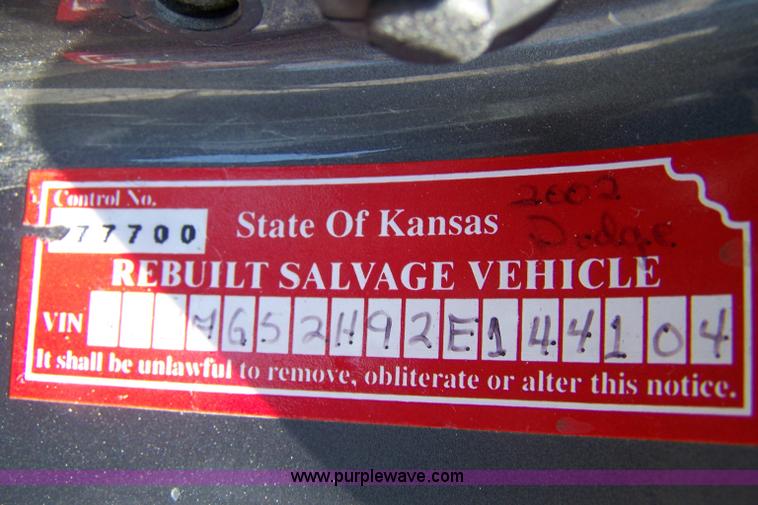 Control No.
77700
State Of Kansas
2002
Dodge
REBUILT SALVAGE VEHICLE
VIN HG52H92E144104
It shall be unlawful to remove, obliterate or alter this notice.
www.purplewave.com